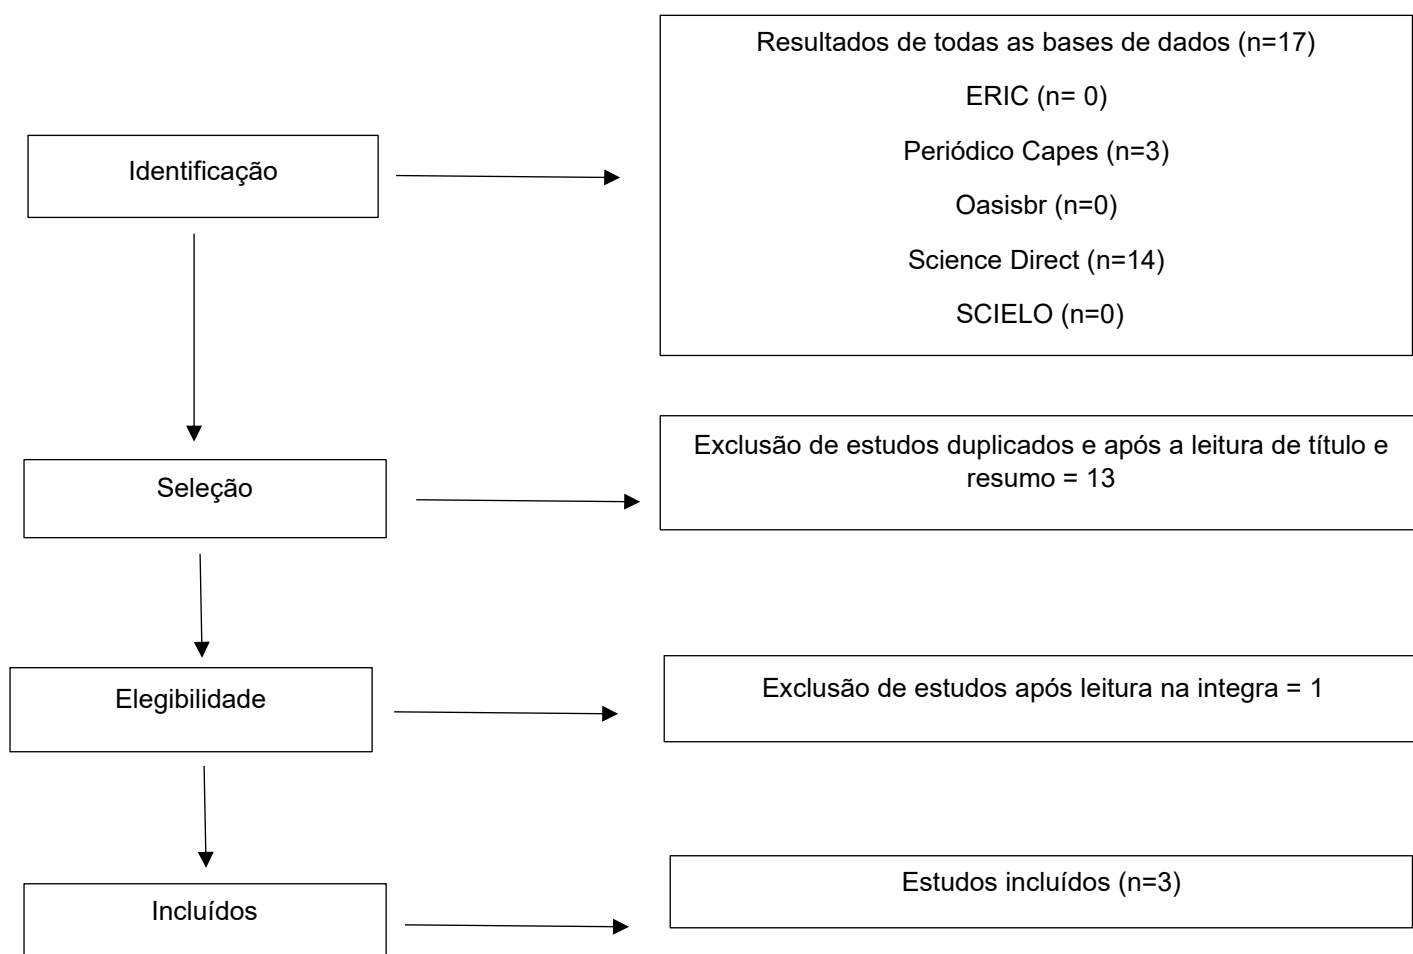 Resultados de todas as bases de dados (n=17)
ERIC (n= 0)
Identificação
Periódico Capes (n=3)
Oasisbr (n=0)
Science Direct (n=14)
SCIELO (n=0)
Seleção
Exclusão de estudos duplicados e após a leitura de título e
resumo = 13
Elegibilidade
Exclusão de estudos após leitura na integra = 1
Incluídos
Estudos incluídos (n=3)